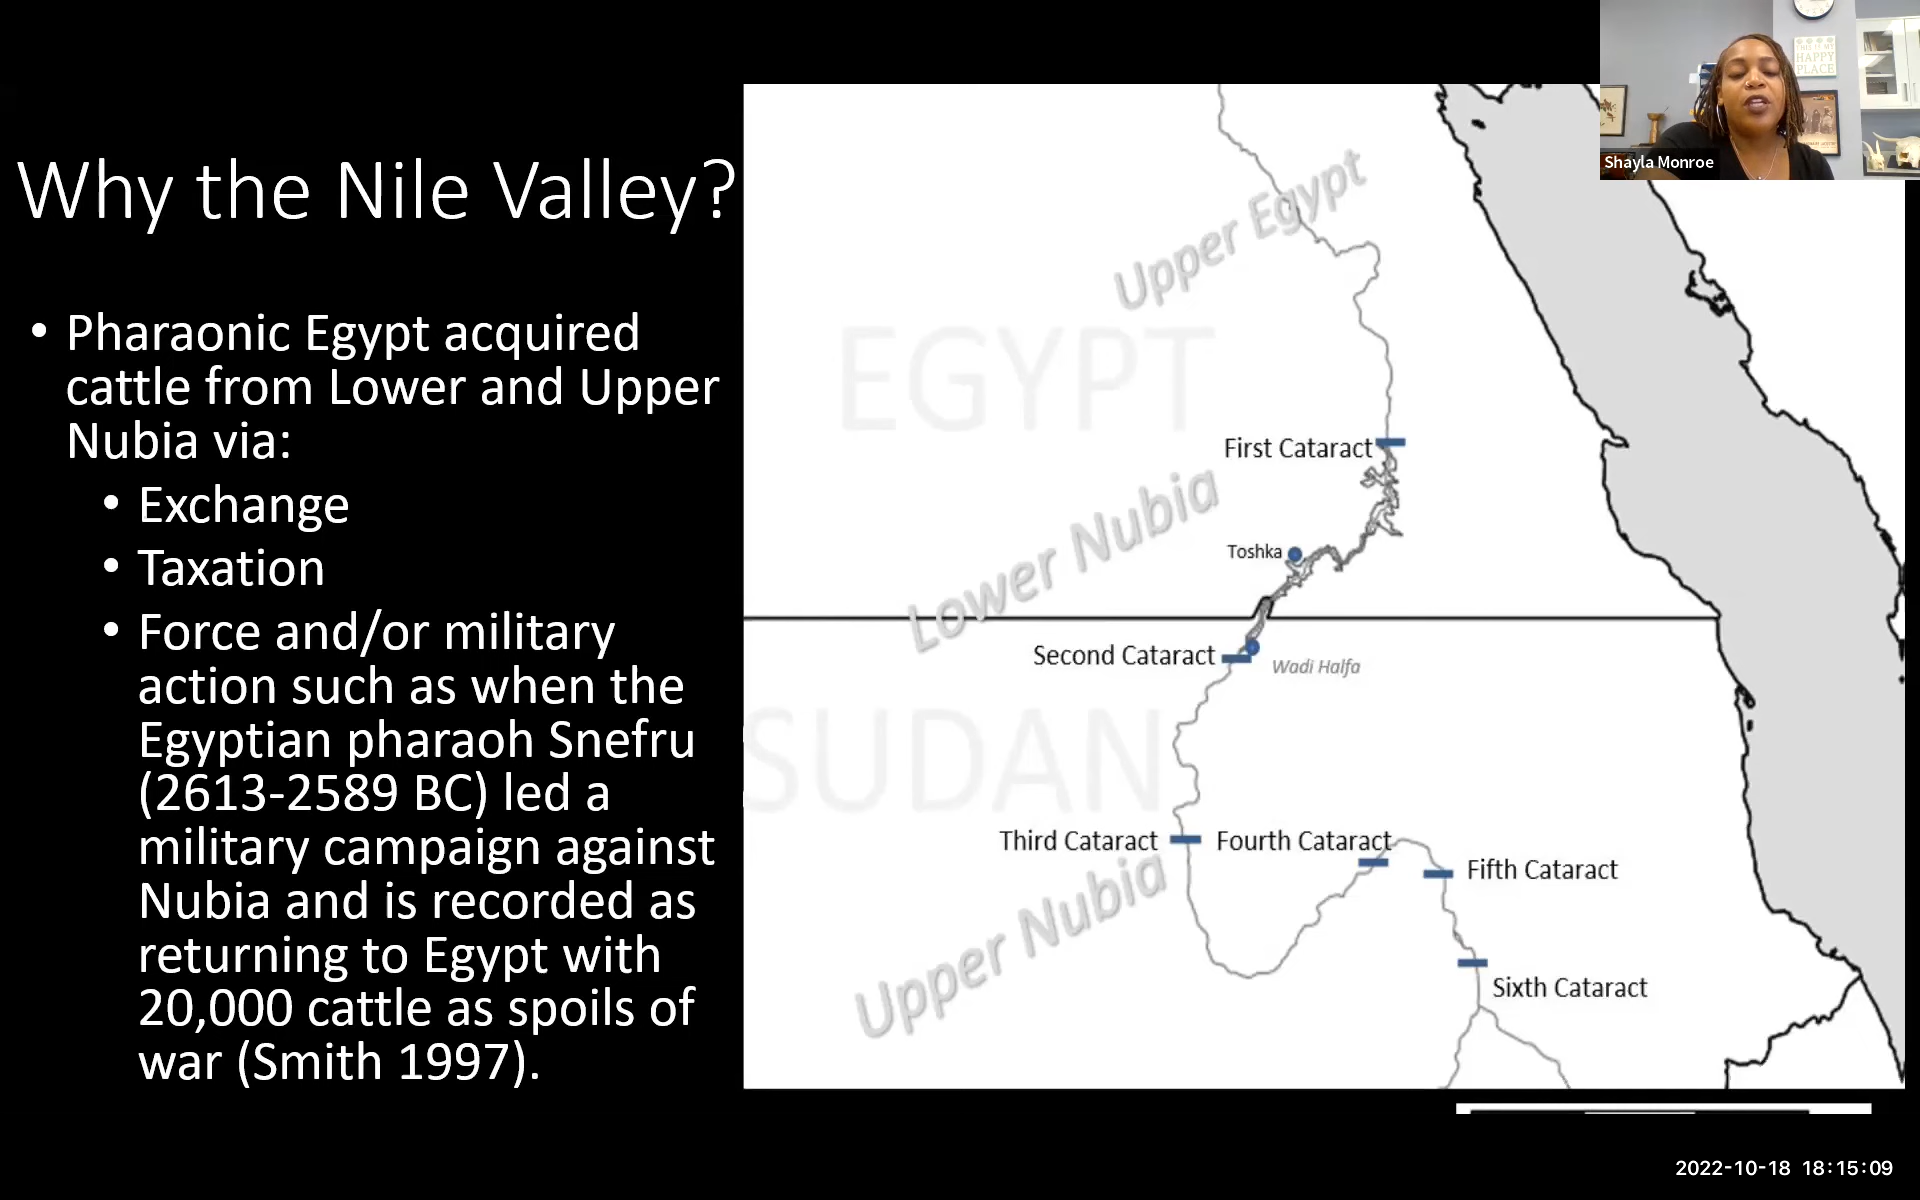 Why the Nile Valley?
• Pharaonic Egypt acquired
cattle from Lower and Upper
Nubia via:
• Exchange
• Taxation
• Force and/or military
action such as when the
Egyptian pharaoh Snefru
(2613-2589 BC) led a
military campaign against
Nubia and is recorded as
returning to Egypt with
20,000 cattle as spoils of
war (Smith 1997).
Upper Egypt
EGYPT
First Cataract
Lower Nubia
Toshka
Second Cataract
Wadi Halfa
SUDAN
Third Cataract
Fourth Cataract
Fifth Cataract
Upper Nubia
Sixth Cataract
HAPPY
PLACE
Shayla Monroe
2022-10-18 18:15:09